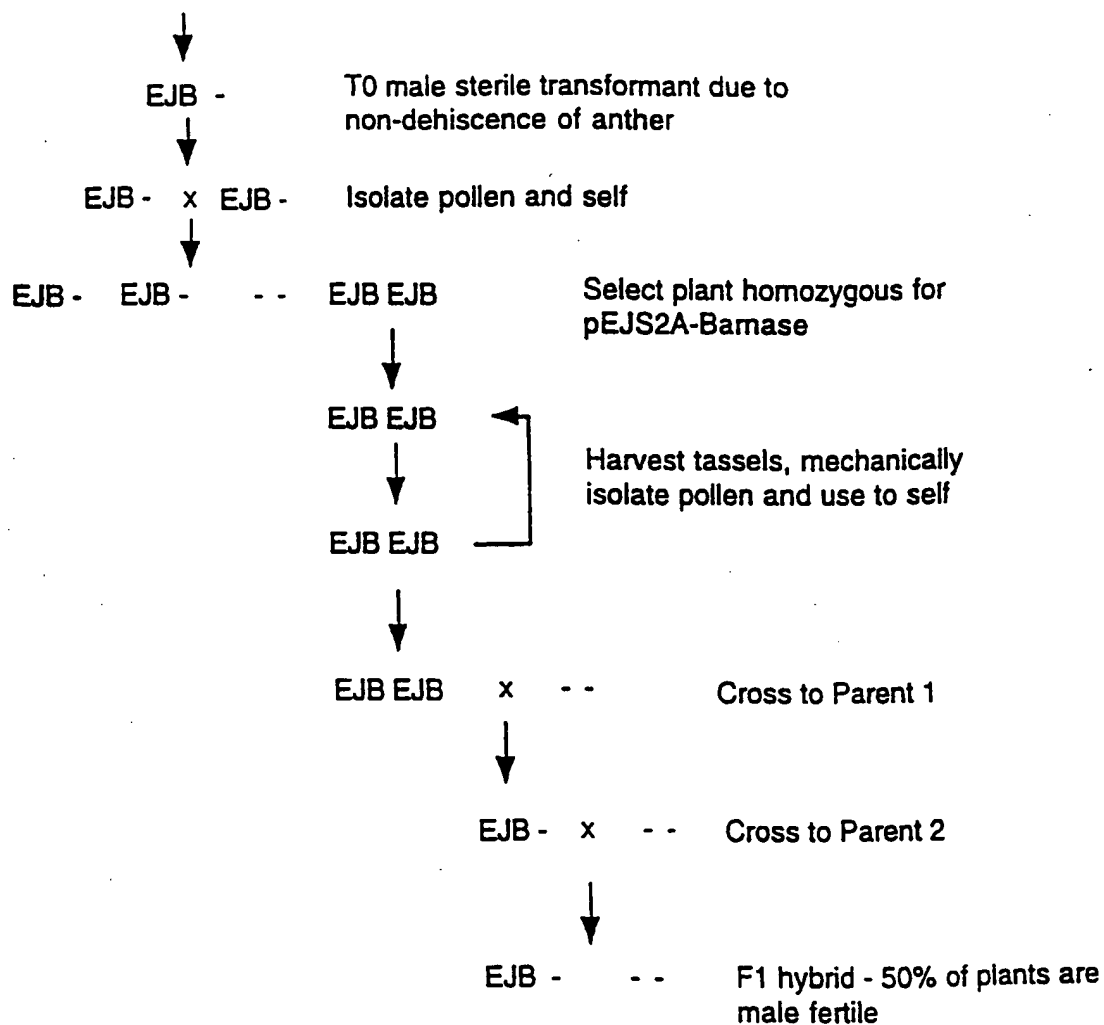 EJB -
T0 male sterile transformant due to
non-dehiscence of anther
EJB - x EJB -
Isolate pollen and self
EJB - EJB - - - EJB EJB
Select plant homozygous for
pEJS2A-Barnase
EJB EJB
Harvest tassels, mechanically
isolate pollen and use to self
EJB EJB
EJB EJB x - -
Cross to Parent 1
EJB - x - -
Cross to Parent 2
EJB - - -
F1 hybrid - 50% of plants are
male fertile